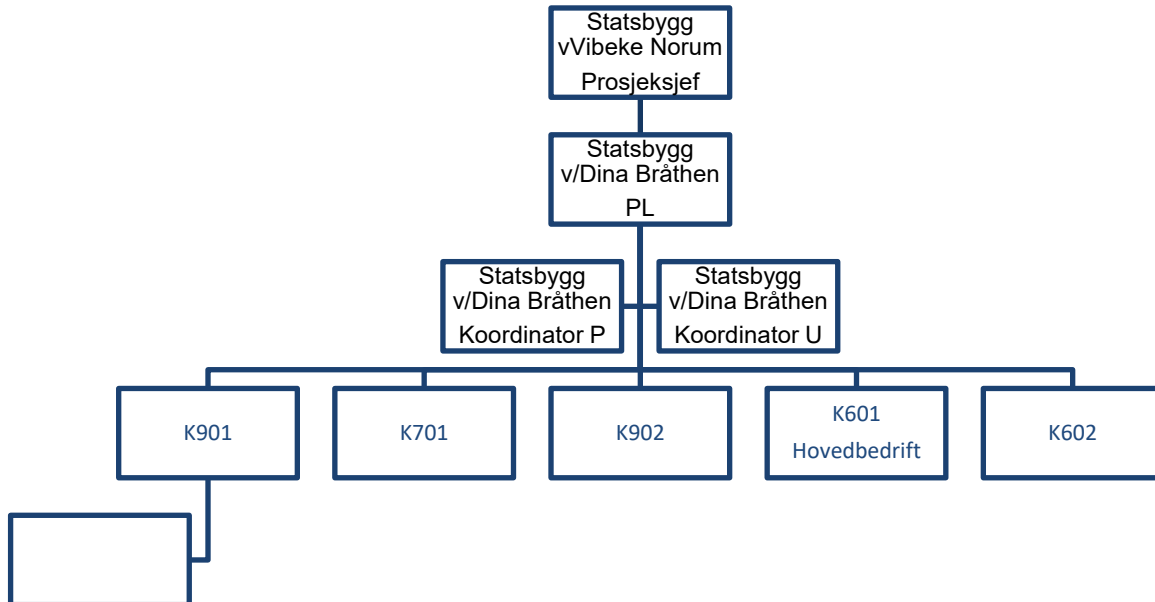 Statsbygg
vVibeke Norum
Prosjeksjef
Statsbygg
v/Dina Bråthen
PL
Statsbygg
v/Dina Bråthen
Koordinator P
Statsbygg
v/Dina Bråthen
Koordinator U
K901
K701
K902
K601
Hovedbedrift
K602